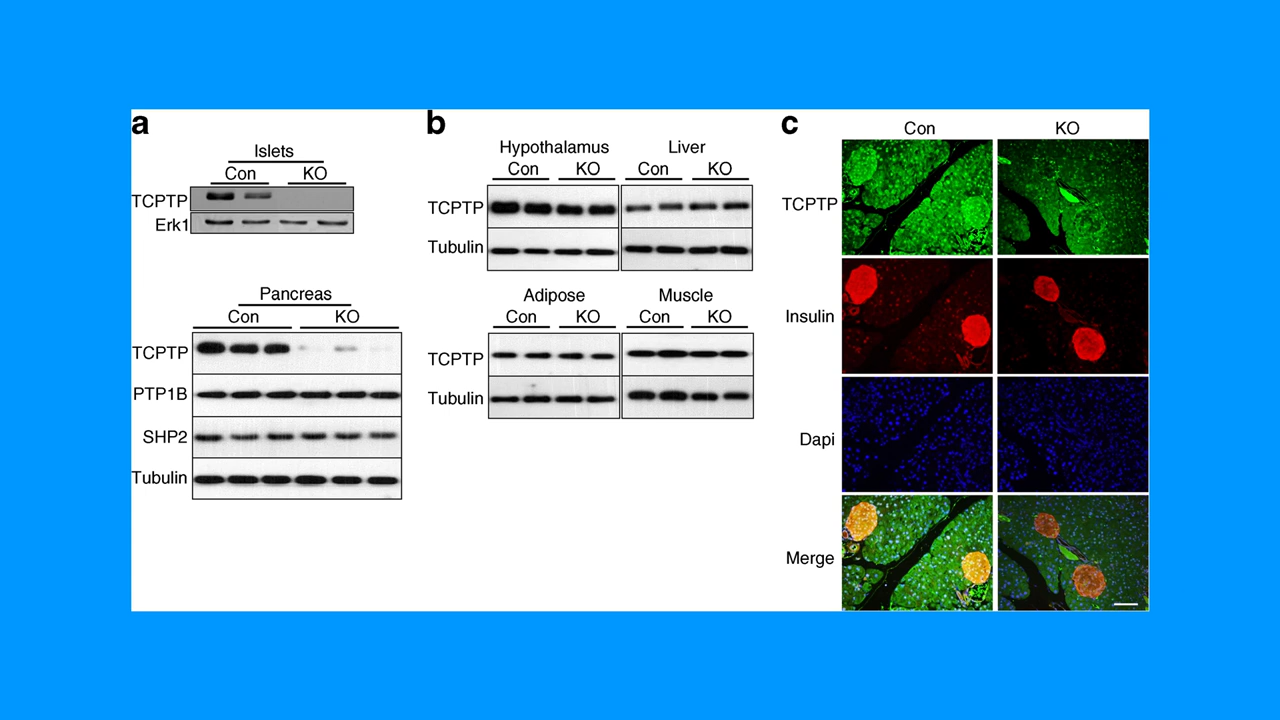 a
Islets
Con KO
TCPTP
Erk1
Pancreas
Con KO
TCPTP
PTP1B
SHP2
Tubulin
b
Hypothalamus Liver
Con KO Con KO
TCPTP
Tubulin
Adipose Muscle
Con KO Con KO
TCPTP
Tubulin
c
Con KO
TCPTP
Insulin
Dapi
Merge